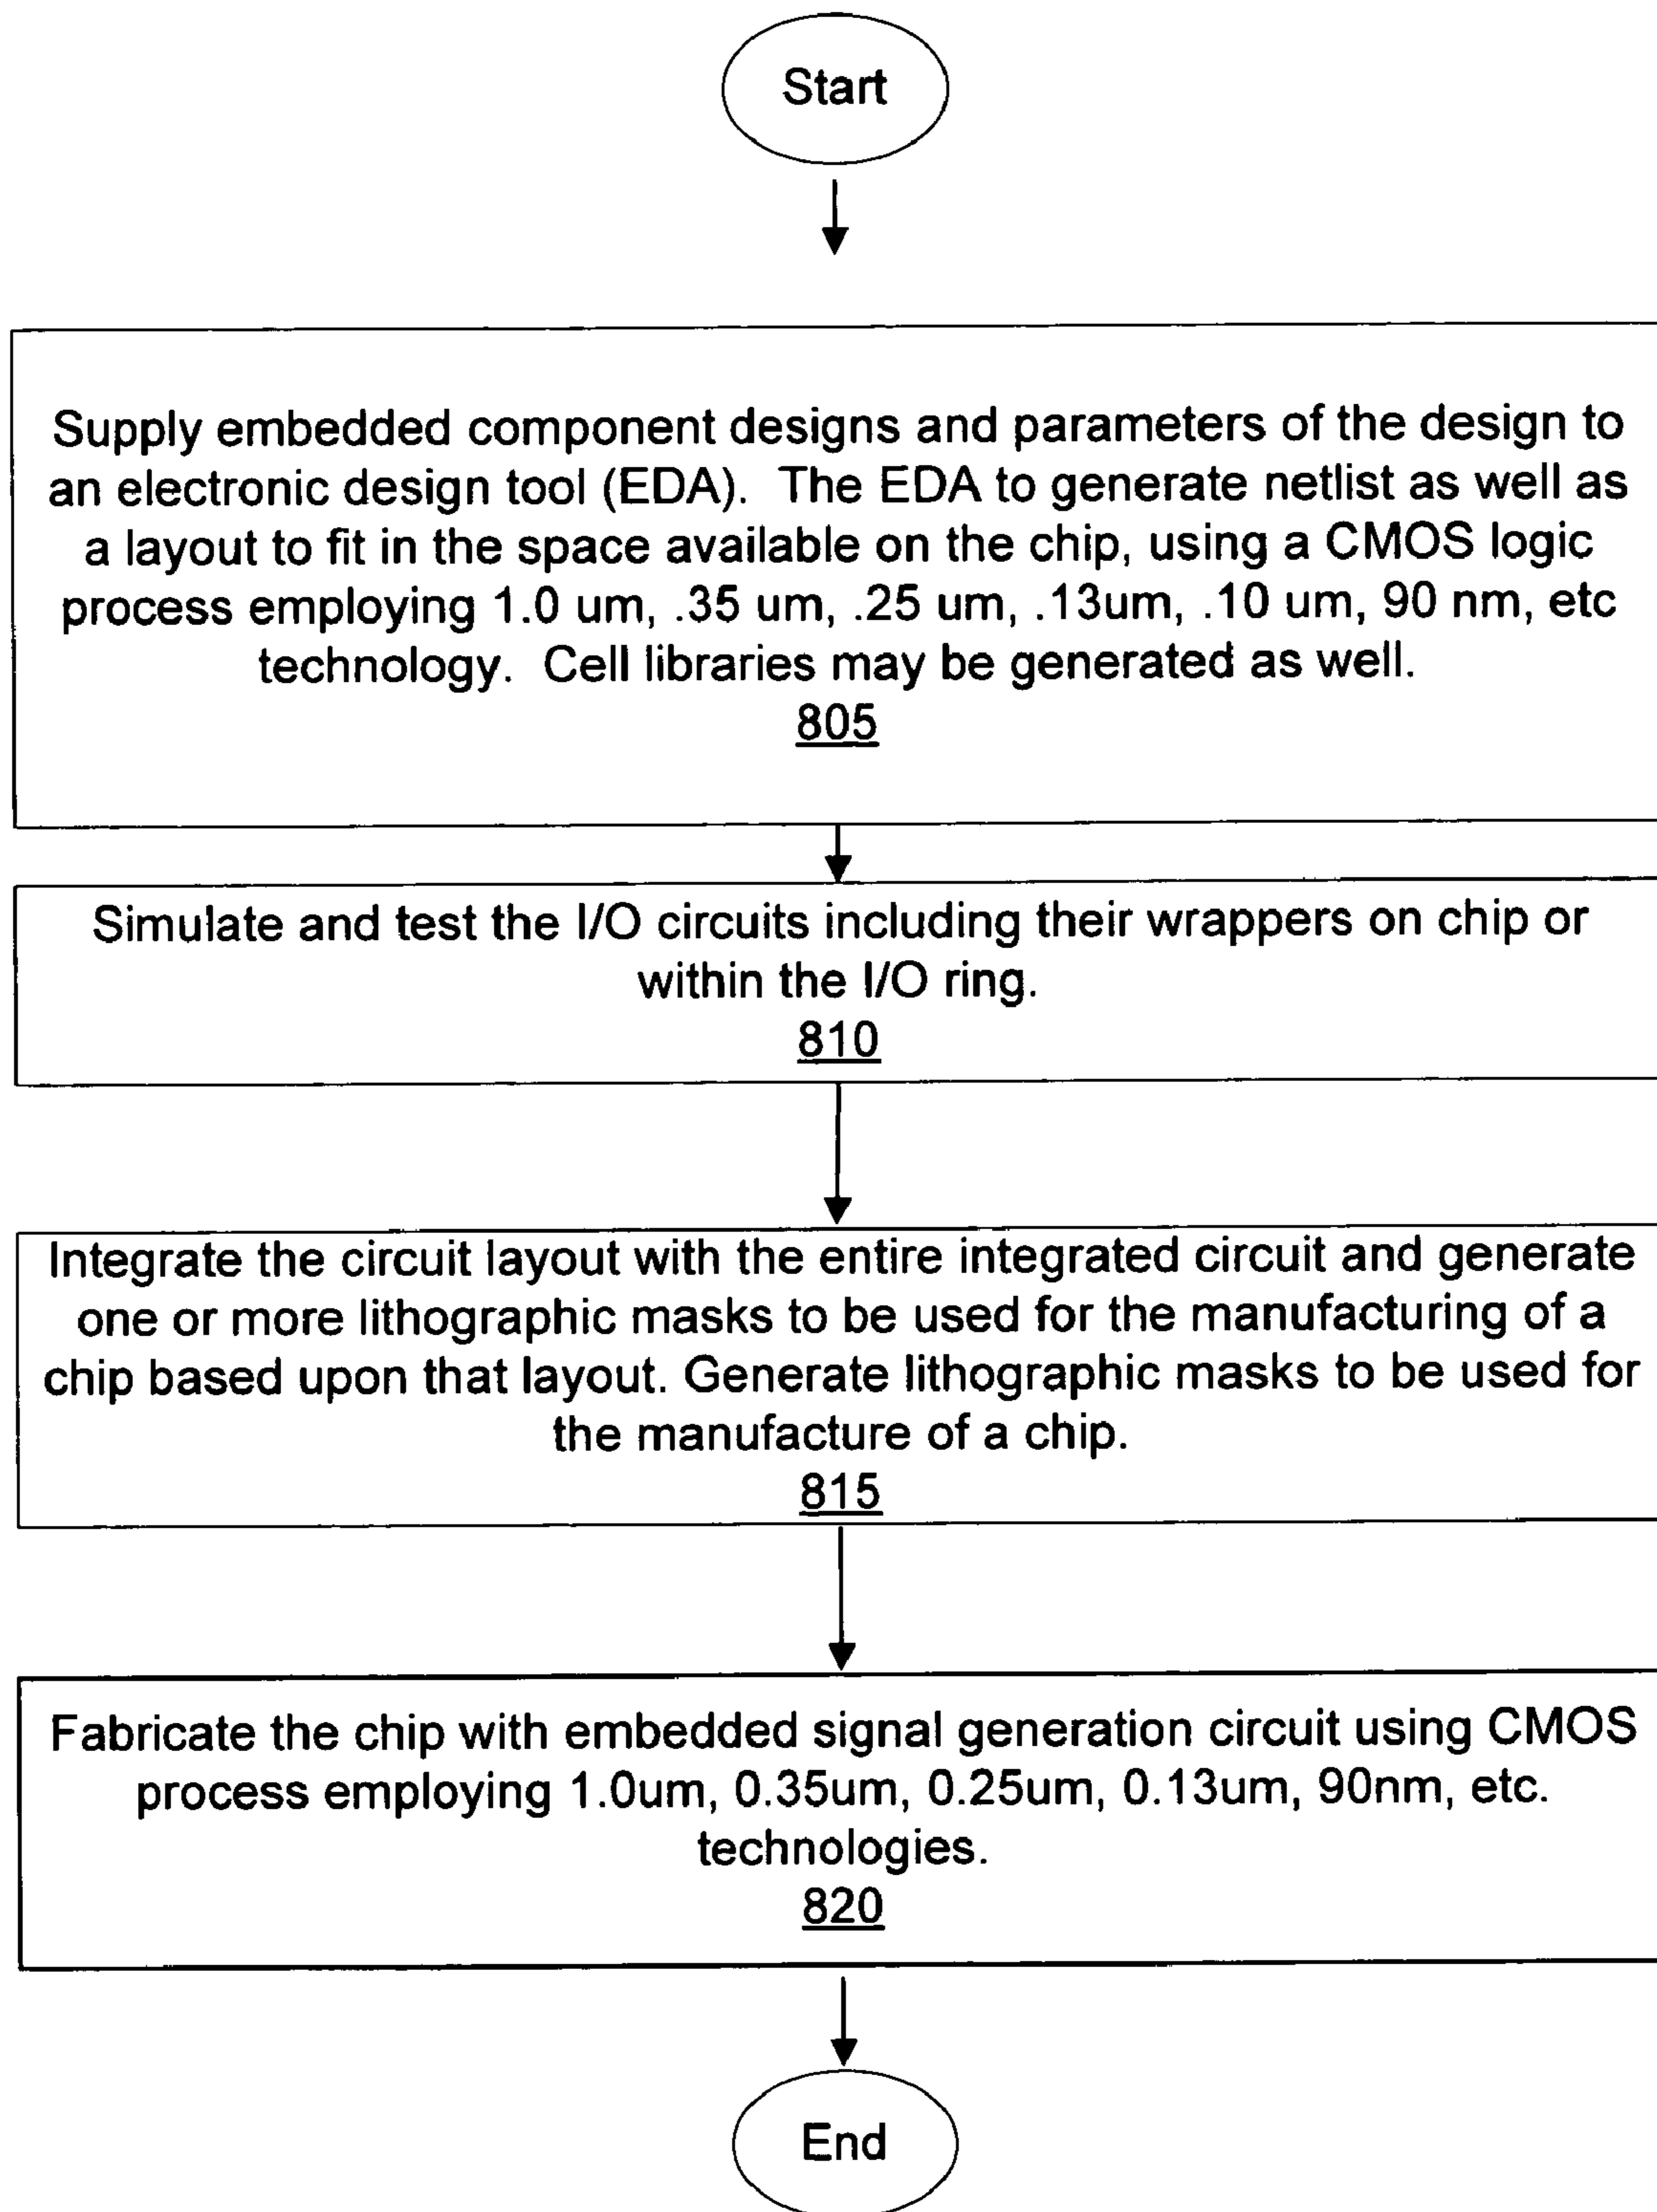 Start
Supply embedded component designs and parameters of the design to
an electronic design tool (EDA).  The EDA to generate netlist as well as
a layout to fit in the space available on the chip, using a CMOS logic
process employing 1.0 um, .35 um, .25 um, .13um, .10 um, 90 nm, etc
technology.  Cell libraries may be generated as well.
805
Simulate and test the I/O circuits including their wrappers on chip or
within the I/O ring.
810
Integrate the circuit layout with the entire integrated circuit and generate
one or more lithographic masks to be used for the manufacturing of a
chip based upon that layout. Generate lithographic masks to be used for
the manufacture of a chip.
815
Fabricate the chip with embedded signal generation circuit using CMOS
process employing 1.0um, 0.35um, 0.25um, 0.13um, 90nm, etc.
technologies.
820
End